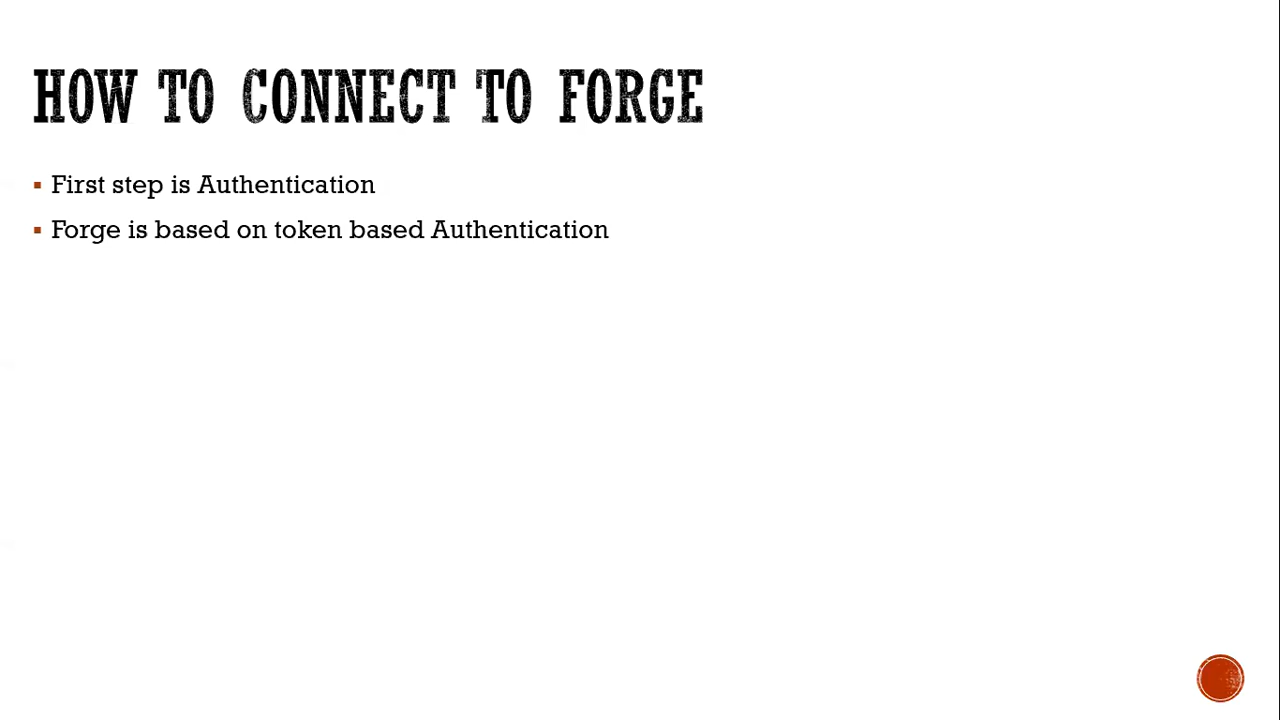 HOW TO CONNECT TO FORGE
First step is Authentication
Forge is based on token based Authentication